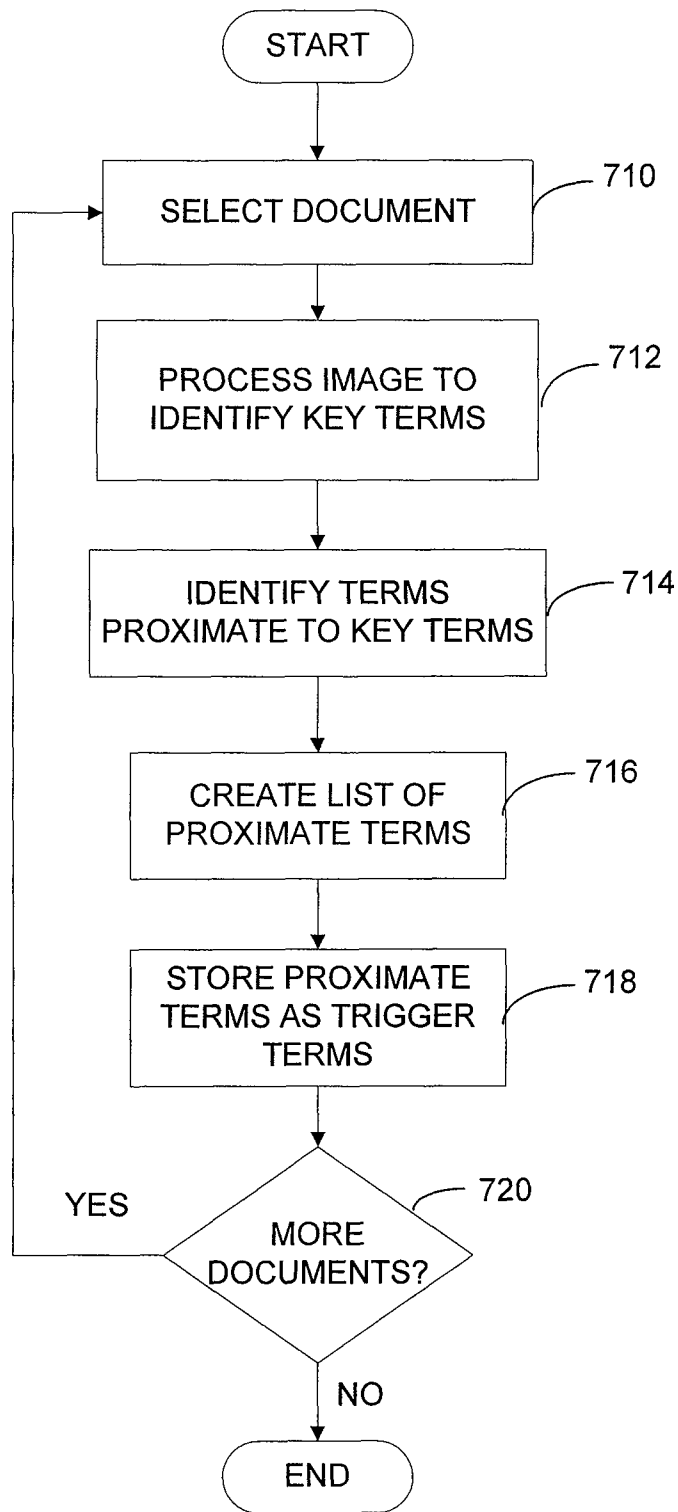 START
SELECT DOCUMENT
710
PROCESS IMAGE TO
IDENTIFY KEY TERMS
712
IDENTIFY TERMS
PROXIMATE TO KEY TERMS
714
CREATE LIST OF
PROXIMATE TERMS
716
STORE PROXIMATE
TERMS AS TRIGGER
TERMS
718
MORE
DOCUMENTS?
720
YES
NO
END